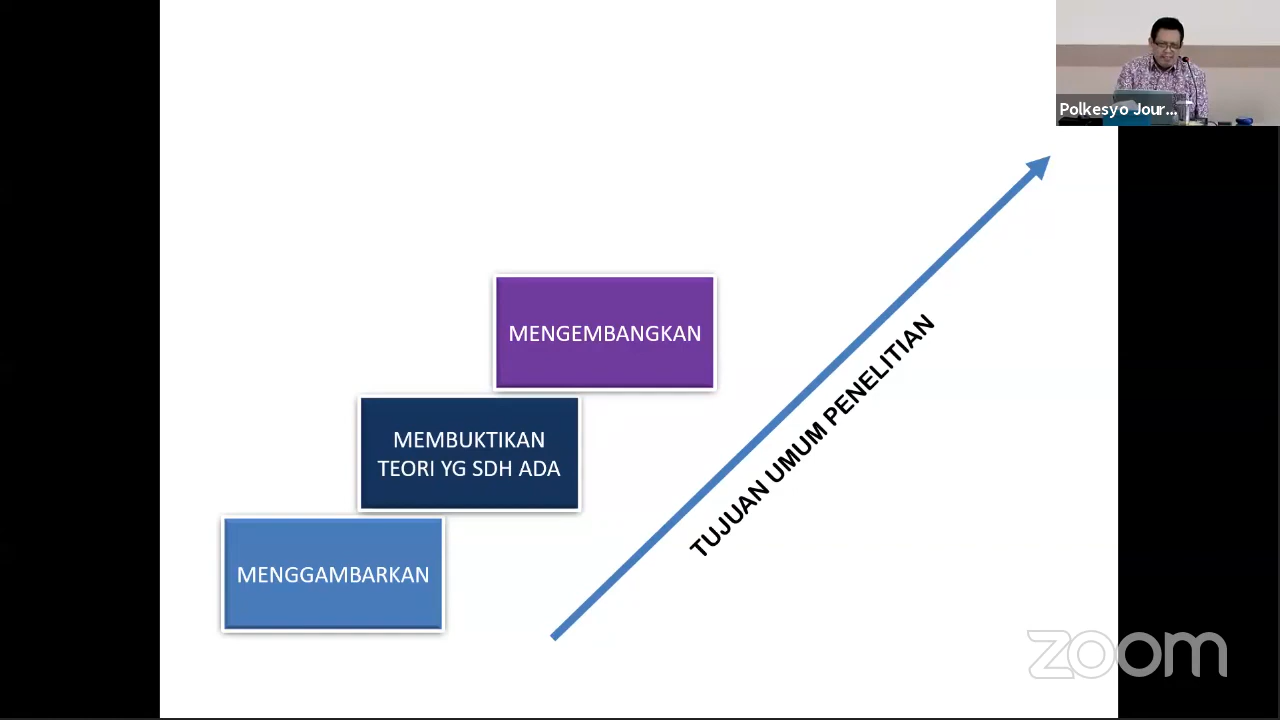 Polkesyo Jour...
MENGEMBANGKAN
MEMBUKTIKAN
TEORI YG SDH ADA
MENGGAMBARKAN
TUJUAN UMUM PENELITIAN
zoom